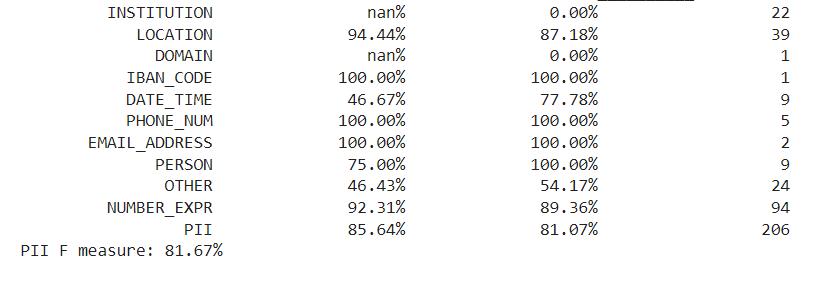 INSTITUTION nan% 0.00% 22
LOCATION 94.44% 87.18% 39
DOMAIN nan% 0.00% 1
IBAN_CODE 100.00% 100.00% 1
DATE_TIME 46.67% 77.78% 9
PHONE_NUM 100.00% 100.00% 5
EMAIL_ADDRESS 100.00% 100.00% 2
PERSON 75.00% 100.00% 9
OTHER 46.43% 54.17% 24
NUMBER_EXPR 92.31% 89.36% 94
PII 85.64% 81.07% 206
PII F measure: 81.67%